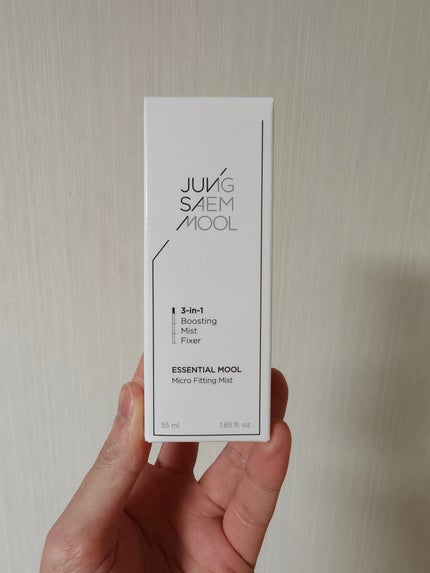 JUNG
SAEM
MOOL
3-in-1
Boosting
Mist
Fixer
ESSENTIAL MOOL
Micro Fitting Mist
55 ml 1.85 fl. oz.